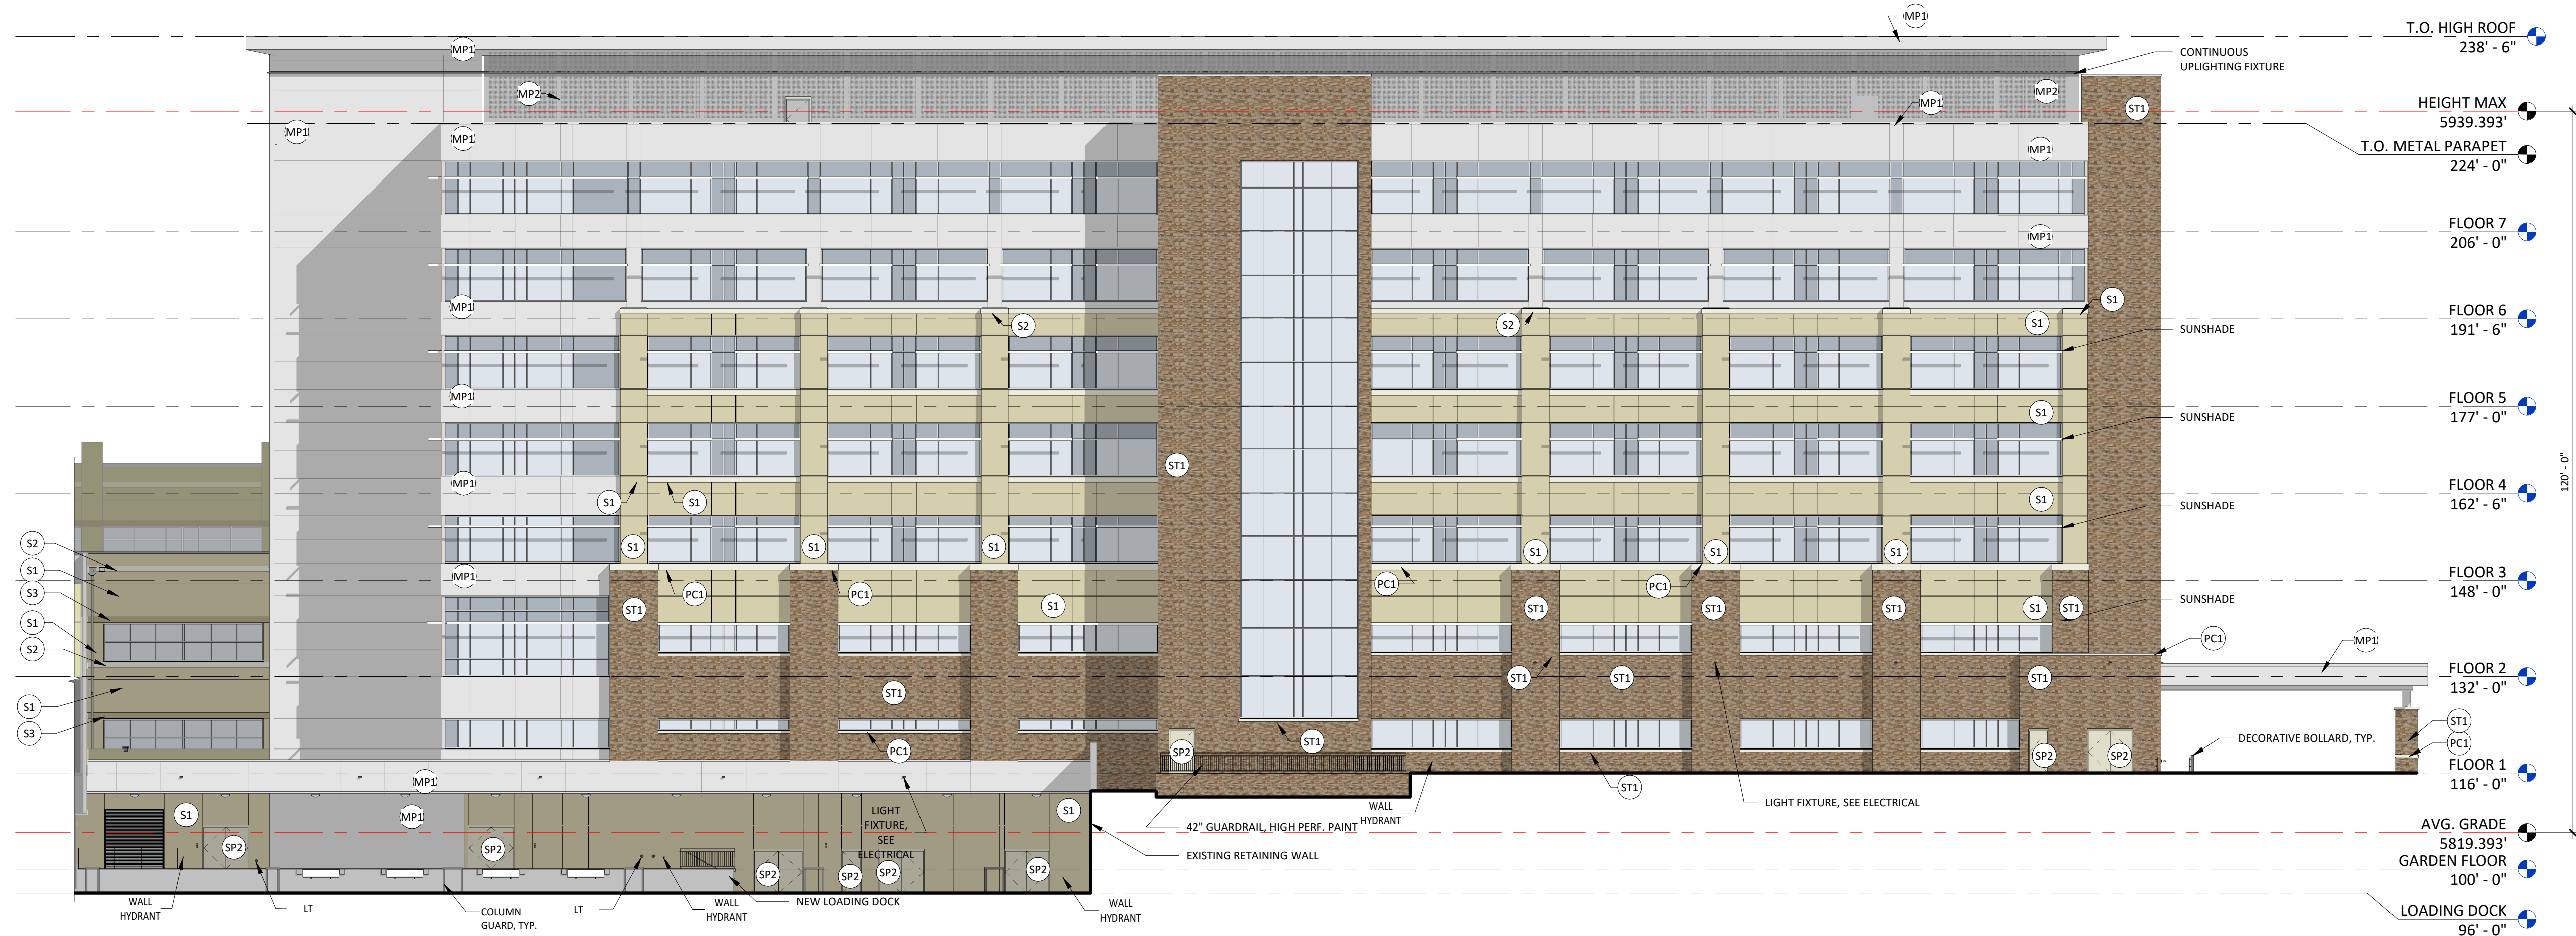 MP1
T.O. HIGH ROOF
238' - 6"
MP1
CONTINUOUS
UPLIGHTING FIXTURE
MP2
MP2
MP1
ST1
HEIGHT MAX
5939.393'
MP1
MP1
MP1
T.O. METAL PARAPET
224' - 0"
FLOOR 7
206' - 0"
MP1
S1
MP1
FLOOR 6
191' - 6"
S2
S2
S1
SUNSHADE
MP1
FLOOR 5
177' - 0"
S1
SUNSHADE
ST1
120' - 0"
MP1
FLOOR 4
162' - 6"
S1
S1
S1
SUNSHADE
S2
S1
S1
S1
S1
S1
S1
S1
MP1
FLOOR 3
148' - 0"
S3
PC1
PC1
PC1
PC1
SUNSHADE
ST1
S1
ST1
ST1
ST1
S1
ST1
S1
S2
PC1
MP1
FLOOR 2
132' - 0"
ST1
ST1
ST1
ST1
S1
S3
ST1
PC1
ST1
PC1
SP2
SP2
SP2
DECORATIVE BOLLARD, TYP.
FLOOR 1
116' - 0"
MP1
ST1
S1
MP1
LIGHT
FIXTURE,
SEE
ELECTRICAL
S1
WALL
HYDRANT
LIGHT FIXTURE, SEE ELECTRICAL
42" GUARDRAIL, HIGH PERF. PAINT
AVG. GRADE
5819.393'
SP2
SP2
EXISTING RETAINING WALL
GARDEN FLOOR
100' - 0"
SP2
SP2
SP2
SP2
WALL
HYDRANT
LT
COLUMN
GUARD, TYP.
LT
WALL
HYDRANT
NEW LOADING DOCK
WALL
HYDRANT
LOADING DOCK
96' - 0"